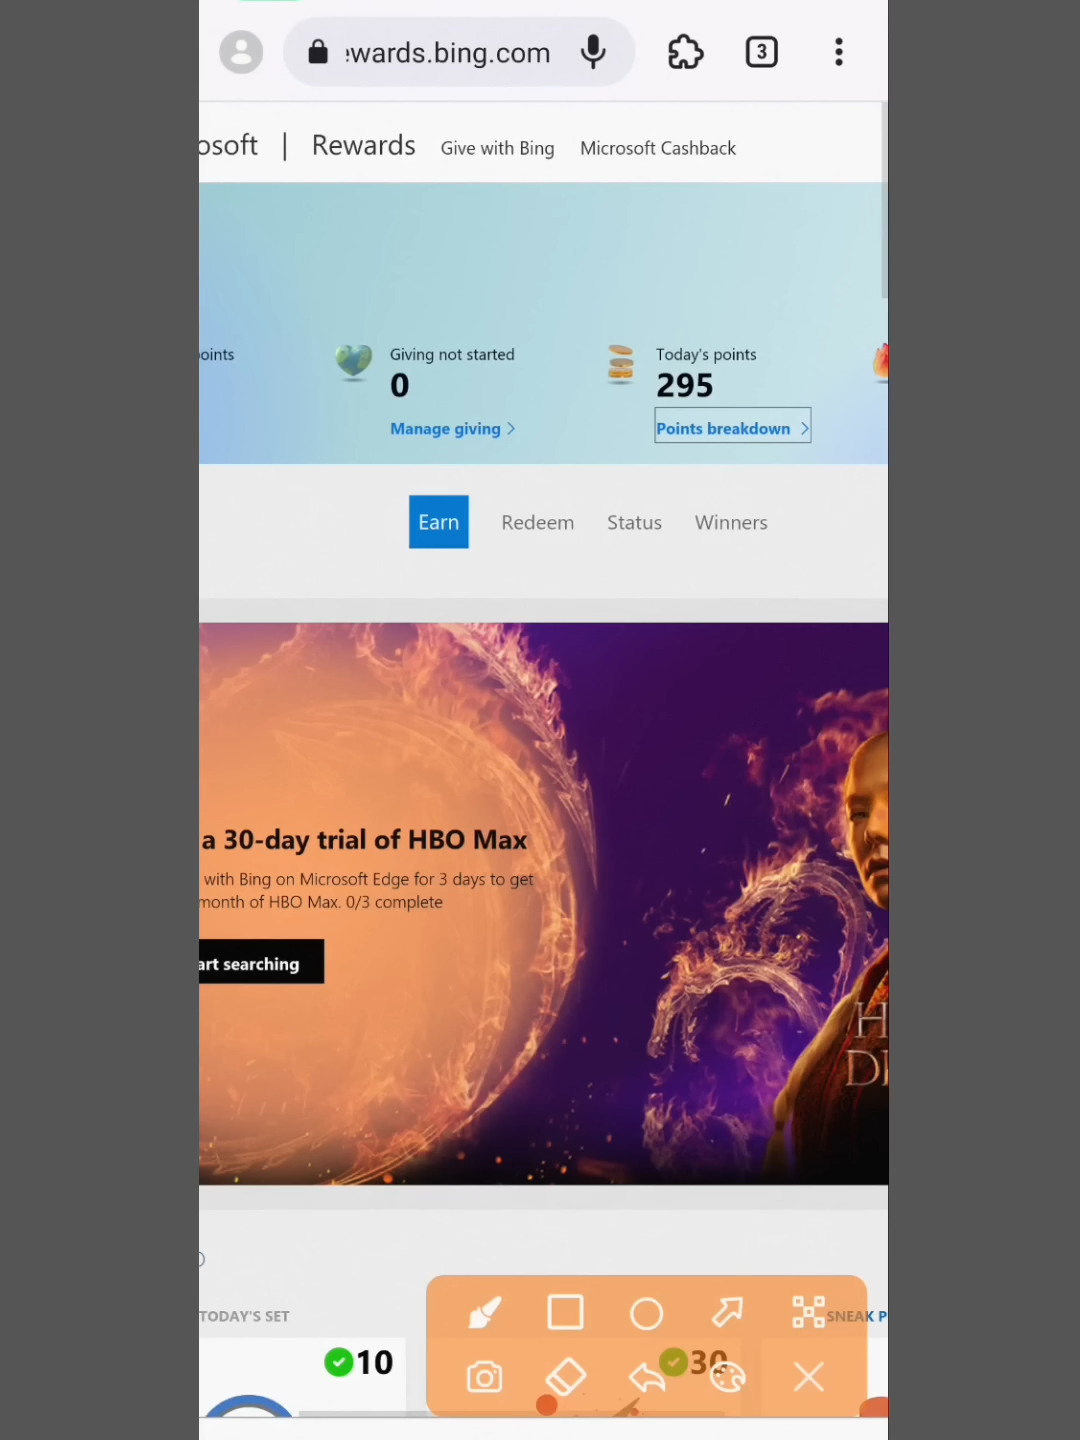 wards.bing.com
3
osoft | Rewards Give with Bing Microsoft Cashback
oints
Giving not started
0
Manage giving >
Today's points
295
Points breakdown >
Earn Redeem Status Winners
a 30-day trial of HBO Max
with Bing on Microsoft Edge for 3 days to get
month of HBO Max. 0/3 complete
art searching
H
D
TODAY'S SET
SNEAK P
10
30